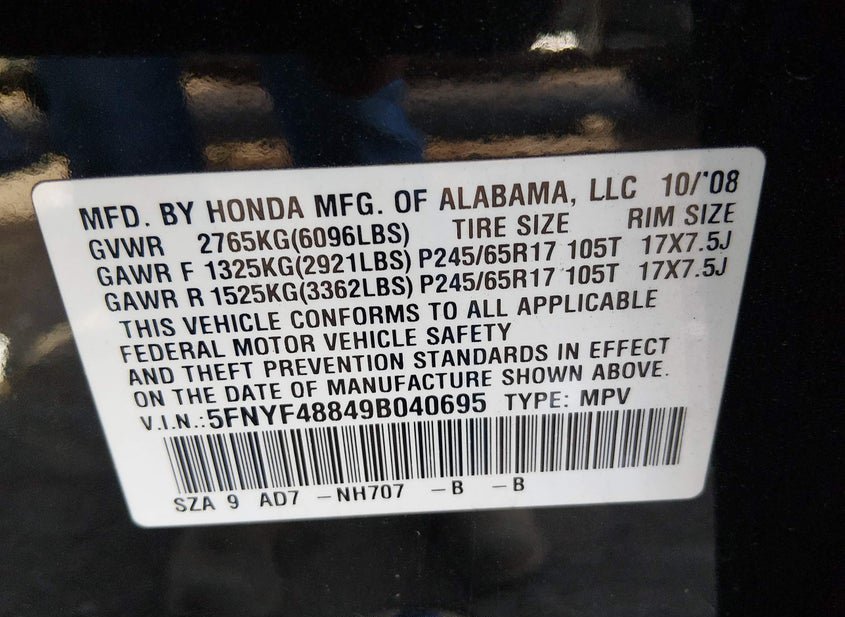 MFD. BY HONDA MFG. OF ALABAMA, LLC 10/'08
GVWR 2765KG(6096LBS) TIRE SIZE RIM SIZE
GAWR F 1325KG(2921LBS) P245/65R17 105T 17X7.5J
GAWR R 1525KG(3362LBS) P245/65R17 105T 17X7.5J
THIS VEHICLE CONFORMS TO ALL APPLICABLE
FEDERAL MOTOR VEHICLE SAFETY
AND THEFT PREVENTION STANDARDS IN EFFECT
ON THE DATE OF MANUFACTURE SHOWN ABOVE.
V.I.N.:5FNYF48849B040695 TYPE: MPV
SZA 9 AD7 -NH707 -B -B